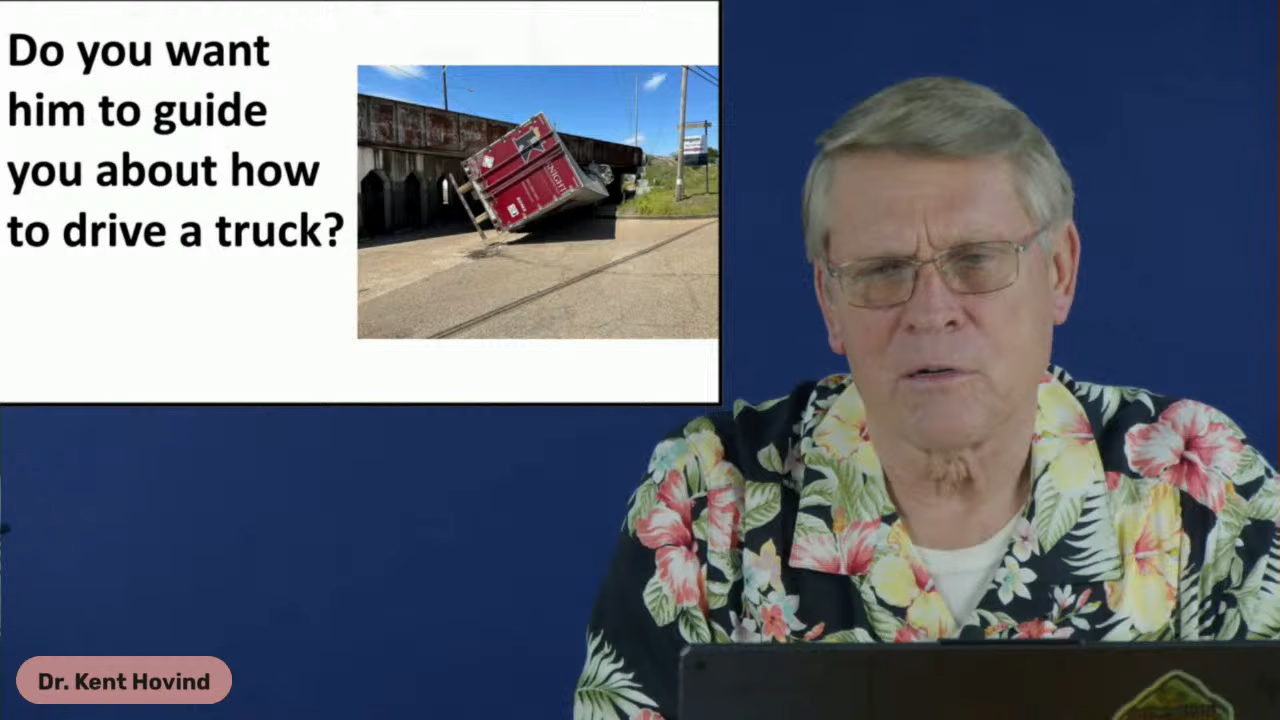 Do you want
him to guide
you about how
to drive a truck?
Dr. Kent Hovind